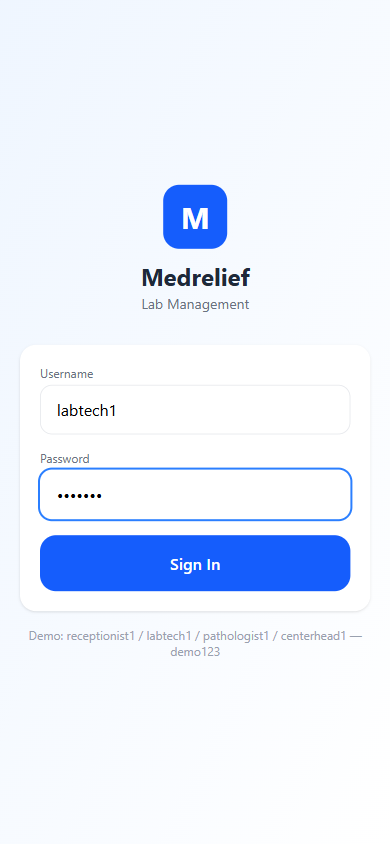 M
Medrelief
Lab Management
Username
labtech1
Password
•••••••
Sign In
Demo: receptionist1 / labtech1 / pathologist1 / centerhead1 —
demo123